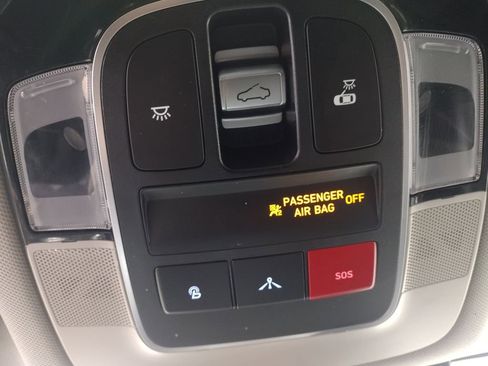 PASSENGER OFF
AIR BAG
SOS